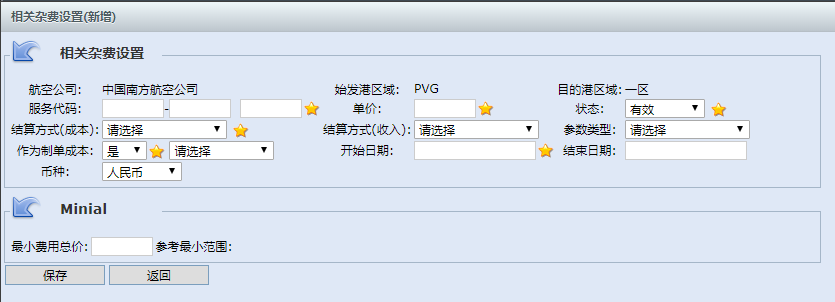 相关杂费设置(新增)
相关杂费设置
航空公司： 中国南方航空公司 始发港区域： PVG 目的港区域: 一区
服务代码： - 单价： 状态： 有效
结算方式(成本)： 请选择 结算方式(收入)： 请选择 参数类型： 请选择
作为制单成本： 是 请选择 开始日期： 结束日期：
币种： 人民币
Minial
最小费用总价: 参考最小范围:
保存 返回